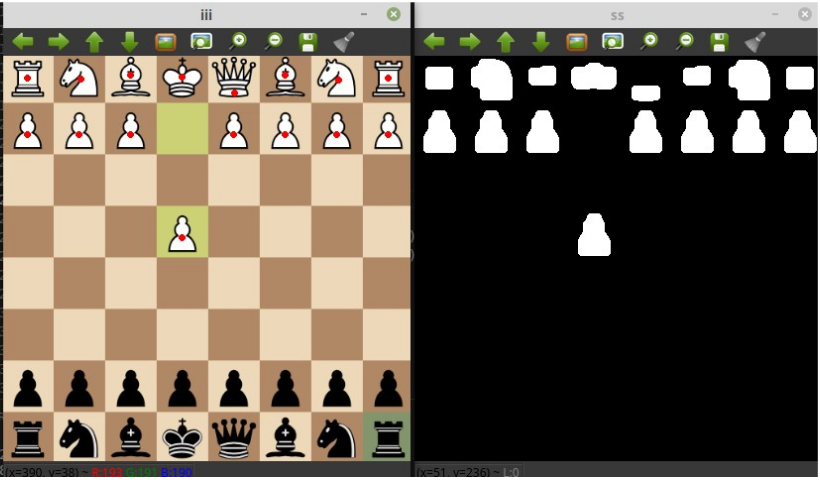 iii
ss
(x=390, y=38) ~ R:193 G:191 B:190
(x=51, y=236) ~ L:0